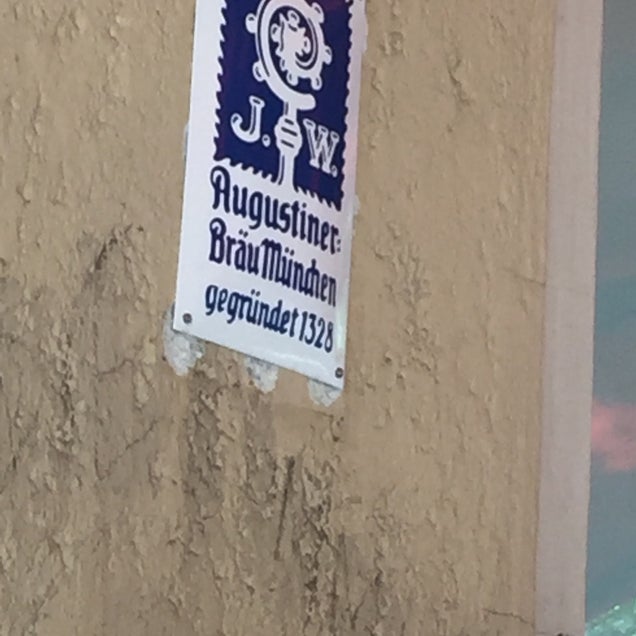 J. W.
Augustiner-
Bräu München
gegründet 1328